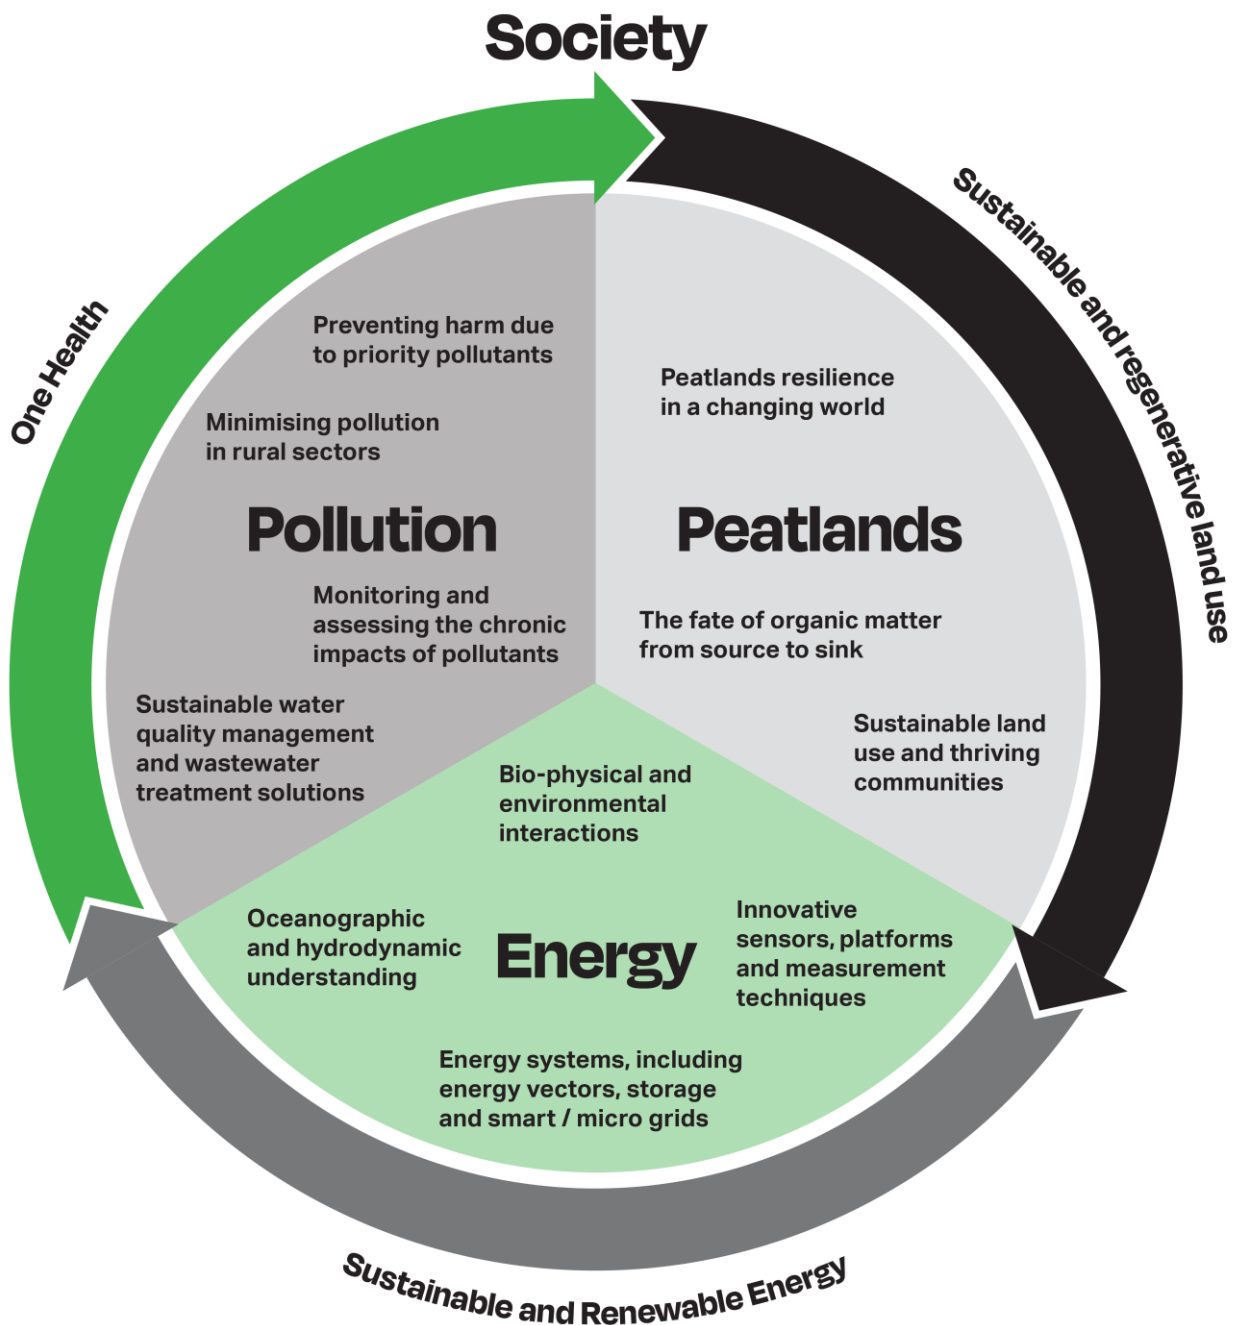 Society
One Health
Sustainable and regenerative land use
Preventing harm due
to priority pollutants
Minimising pollution
in rural sectors
Pollution
Monitoring and
assessing the chronic
impacts of pollutants
Sustainable water
quality management
and wastewater
treatment solutions
Peatlands resilience
in a changing world
Peatlands
The fate of organic matter
from source to sink
Sustainable land
use and thriving
communities
Bio-physical and
environmental
interactions
Oceanographic
and hydrodynamic
understanding
Energy
Innovative
sensors, platforms
and measurement
techniques
Energy systems, including
energy vectors, storage
and smart / micro grids
Sustainable and Renewable Energy